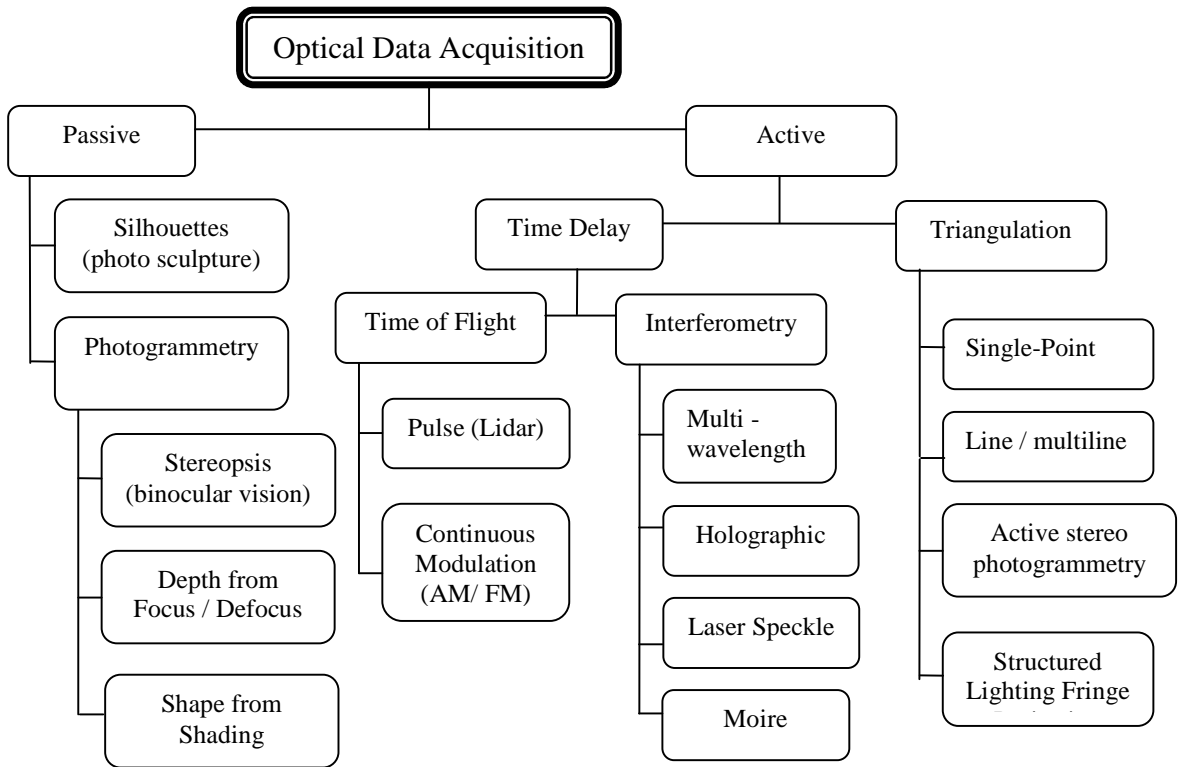 Optical Data Acquisition
Passive
Active
Silhouettes
(photo sculpture)
Time Delay
Triangulation
Photogrammetry
Time of Flight
Interferometry
Single-Point
Pulse (Lidar)
Multi -
wavelength
Line / multiline
Stereopsis
(binocular vision)
Continuous
Modulation
(AM/ FM)
Holographic
Active stereo
photogrammetry
Depth from
Focus / Defocus
Laser Speckle
Structured
Lighting Fringe
Shape from
Shading
Moire